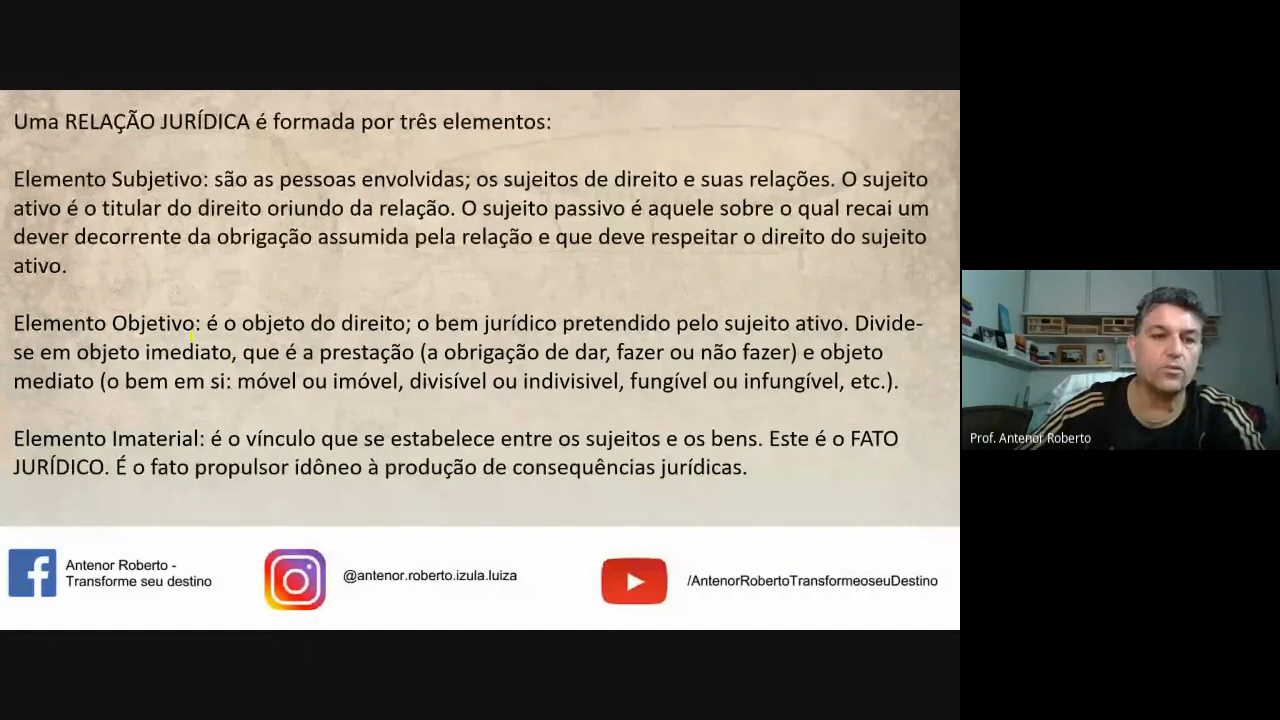 Uma RELAÇÃO JURÍDICA é formada por três elementos:
Elemento Subjetivo: são as pessoas envolvidas; os sujeitos de direito e suas relações. O sujeito
ativo é o titular do direito oriundo da relação. O sujeito passivo é aquele sobre o qual recai um
dever decorrente da obrigação assumida pela relação e que deve respeitar o direito do sujeito
ativo.
Elemento Objetivo: é o objeto do direito; o bem jurídico pretendido pelo sujeito ativo. Divide-
se em objeto imediato, que é a prestação (a obrigação de dar, fazer ou não fazer) e objeto
mediato (o bem em si: móvel ou imóvel, divisível ou indivisivel, fungível ou infungível, etc.).
Elemento Imaterial: é o vínculo que se estabelece entre os sujeitos e os bens. Este é o FATO
JURÍDICO. É o fato propulsor idôneo à produção de consequências jurídicas.
Antenor Roberto -
Transforme seu destino
@antenor.roberto.izula.luiza
/AntenorRobertoTransformeoseuDestino
Prof. Antenor Roberto